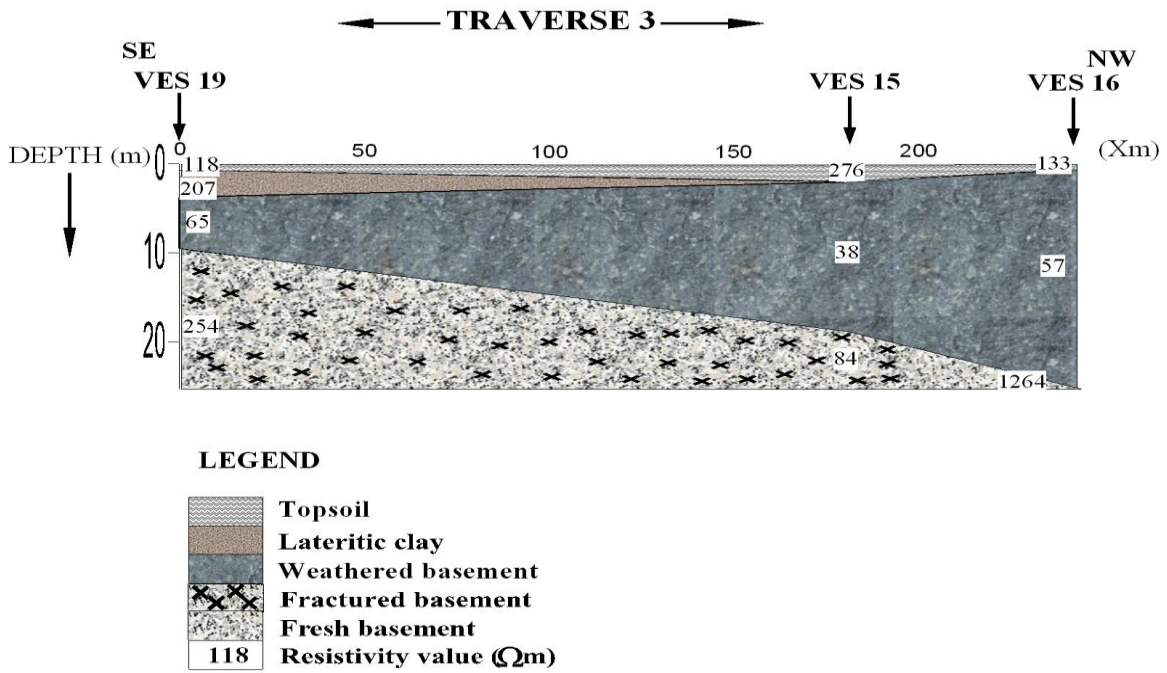 TRAVERSE 3
SE
NW
VES 19
VES 15
VES 16
DEPTH (m)
0
50
100
150
200
(Xm)
0
118
276
133
207
65
10
38
57
254
20
84
1264
LEGEND
Topsoil
Lateritic clay
Weathered basement
Fractured basement
Fresh basement
118 Resistivity value (Ωm)